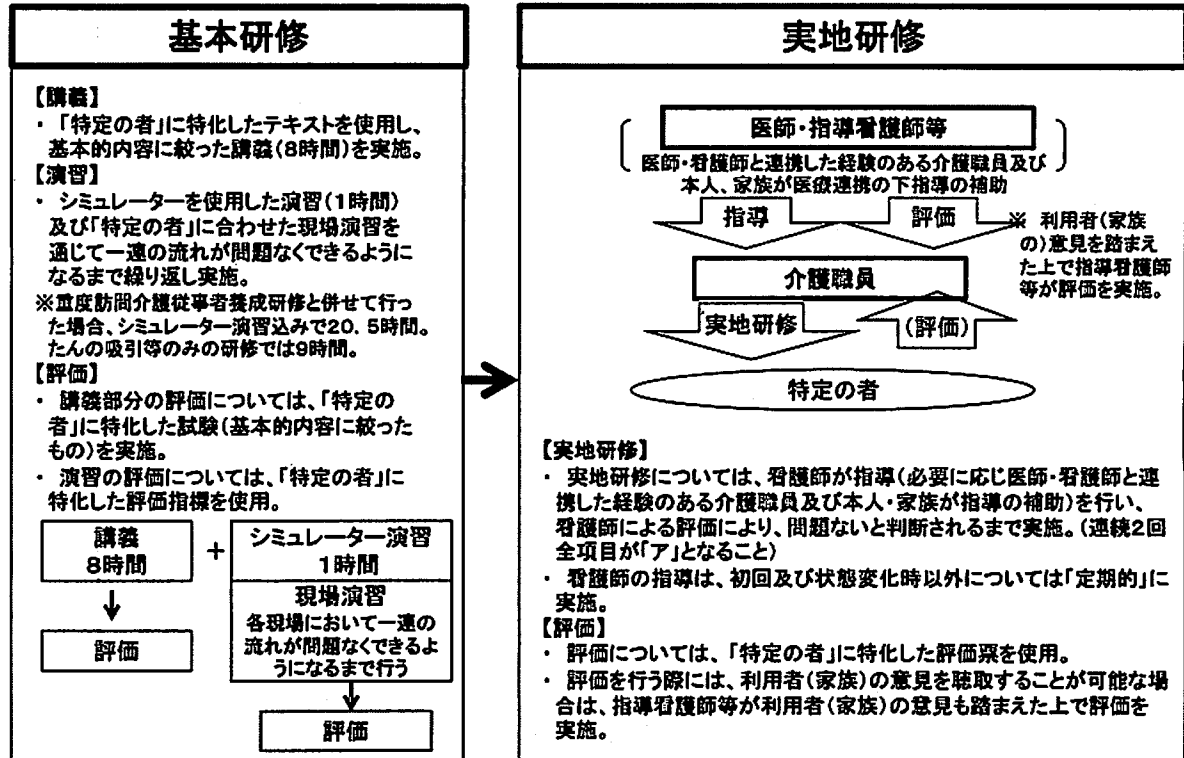 基本研修
【講義】
・ 「特定の者」に特化したテキストを使用し、
基本的内容に絞った講義(8時間)を実施。
【演習】
・ シミュレーターを使用した演習(1時間)
及び「特定の者」に合わせた現場演習を
通じて一連の流れが問題なくできるように
なるまで繰り返し実施。
※重度訪問介護従事者養成研修と併せて行っ
た場合、シミュレーター演習込みで20.5時間。
たんの吸引等のみの研修では9時間。
【評価】
・ 講義部分の評価については、「特定の
者」に特化した試験(基本的内容に絞った
もの)を実施。
・ 演習の評価については、「特定の者」に
特化した評価指標を使用。
講義
8時間
↓
評価
+
シミュレーター演習
1時間
現場演習
各現場において一連の
流れが問題なくできるよ
うになるまで行う
↓
評価
実地研修
医師・指導看護師等
医師・看護師と連携した経験のある介護職員及び
本人、家族が医療連携の下指導の補助
指導
評価
※ 利用者(家族
の)意見を踏まえ
た上で指導看護師
等が評価を実施。
介護職員
実地研修
(評価)
特定の者
【実地研修】
・ 実地研修については、看護師が指導(必要に応じ医師・看護師と連
携した経験のある介護職員及び本人・家族が指導の補助)を行い、
看護師による評価により、問題ないと判断されるまで実施。(連続2回
全項目が「ア」となること)
・ 看護師の指導は、初回及び状態変化時以外については「定期的」に
実施。
【評価】
・ 評価については、「特定の者」に特化した評価票を使用。
・ 評価を行う際には、利用者(家族)の意見を聴取することが可能な場
合は、指導看護師等が利用者(家族)の意見も踏まえた上で評価を
実施。